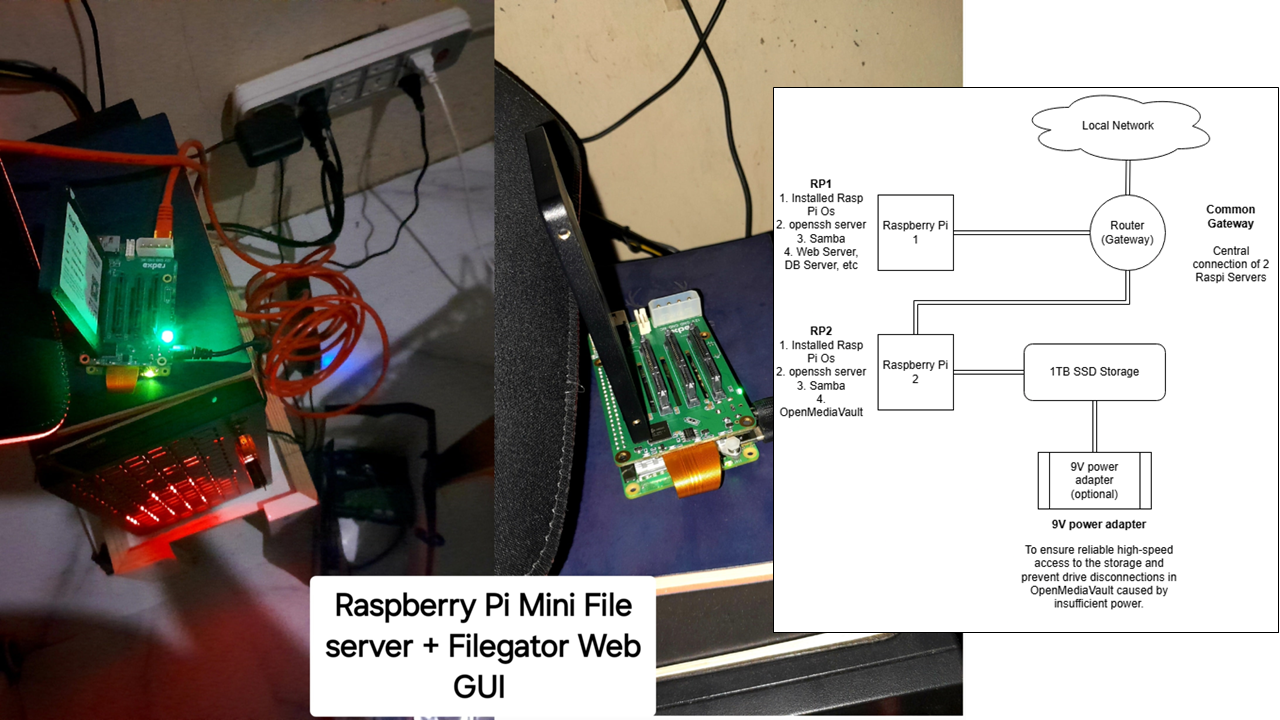 radxa
Raspberry Pi Mini File
server + Filegator Web
GUI
Local Network
RP1
1. Installed Rasp
Pi Os
2. openssh server
3. Samba
4. Web Server,
DB Server, etc
Raspberry Pi
1
Router
(Gateway)
Common
Gateway
Central
connection of 2
Raspi Servers
RP2
1. Installed Rasp
Pi Os
2. openssh server
3. Samba
4.
OpenMediaVault
Raspberry Pi
2
1TB SSD Storage
9V power
adapter
(optional)
9V power adapter
To ensure reliable high-speed
access to the storage and
prevent drive disconnections in
OpenMediaVault caused by
insufficient power.